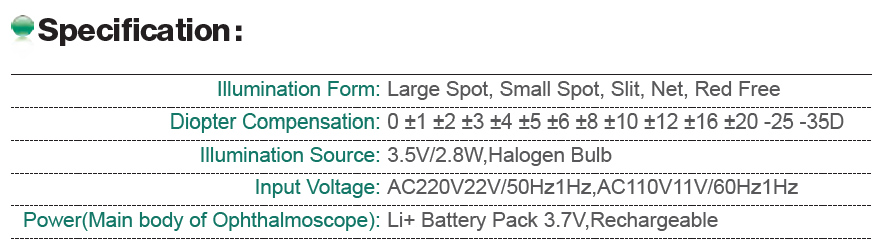 Specification:
Illumination Form: Large Spot, Small Spot, Slit, Net, Red Free
Diopter Compensation: 0 ±1 ±2 ±3 ±4 ±5 ±6 ±8 ±10 ±12 ±16 ±20 -25 -35D
Illumination Source: 3.5V/2.8W,Halogen Bulb
Input Voltage: AC220V22V/50Hz1Hz,AC110V11V/60Hz1Hz
Power(Main body of Ophthalmoscope): Li+ Battery Pack 3.7V,Rechargeable